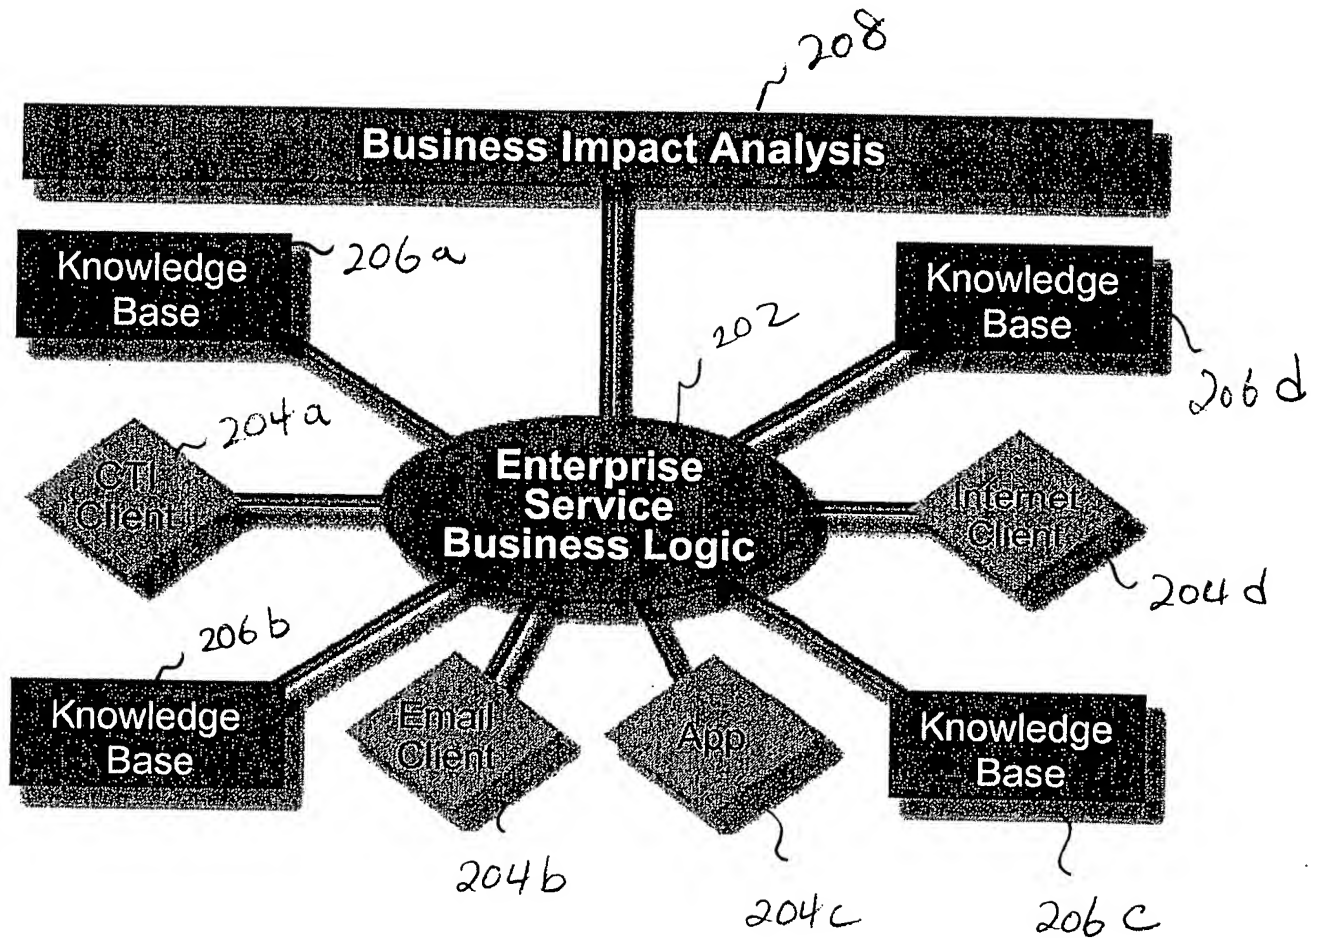 208
Business Impact Analysis
206a
Knowledge
Base
Knowledge
Base
202
206d
204a
CTI
Client
Enterprise
Service
Business Logic
Internet
Client
204d
206b
Knowledge
Base
Email
Client
App
Knowledge
Base
204b
204c
206c